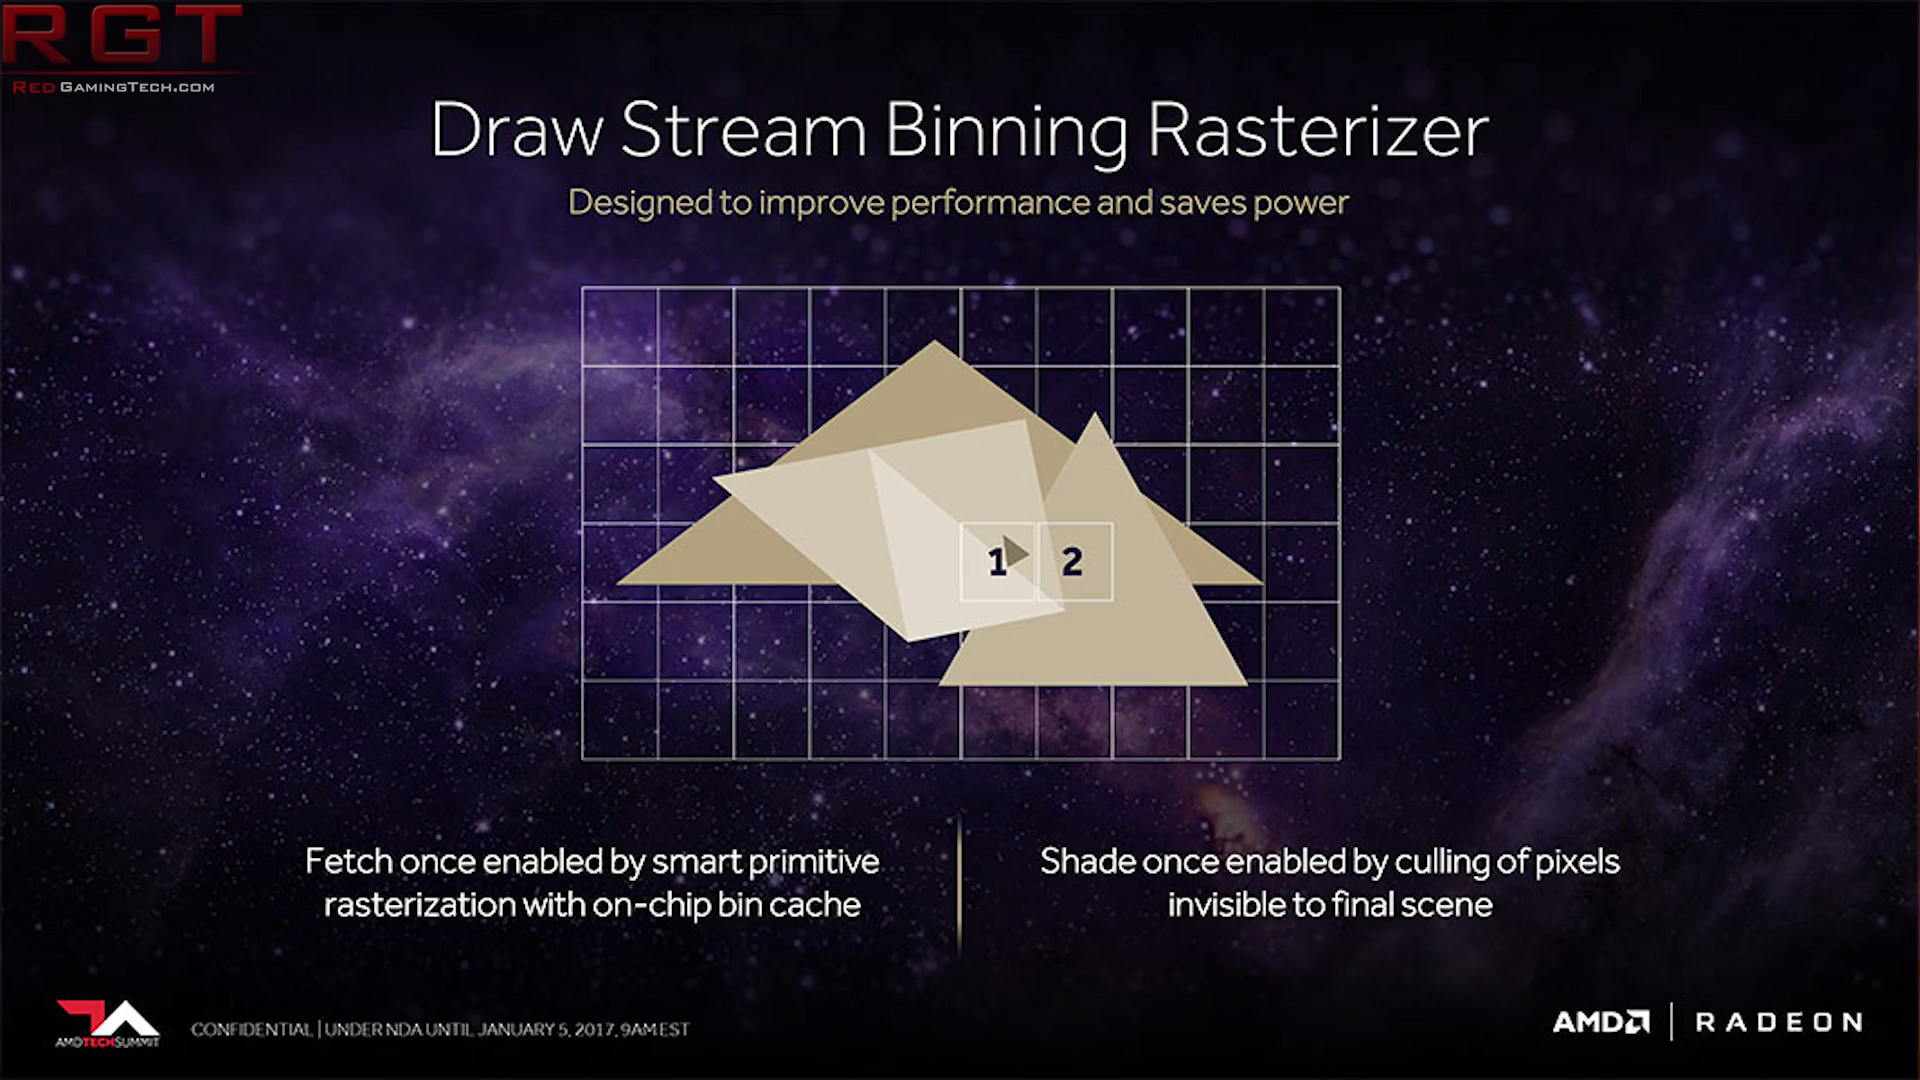 RGT
RedGamingTech.com
Draw Stream Binning Rasterizer
Designed to improve performance and saves power
1
2
Fetch once enabled by smart primitive
rasterization with on-chip bin cache
Shade once enabled by culling of pixels
invisible to final scene
AMDTECHSUMMIT
CONFIDENTIAL | UNDER NDA UNTIL JANUARY 5, 2017, 9AM EST
AMD | RADEON